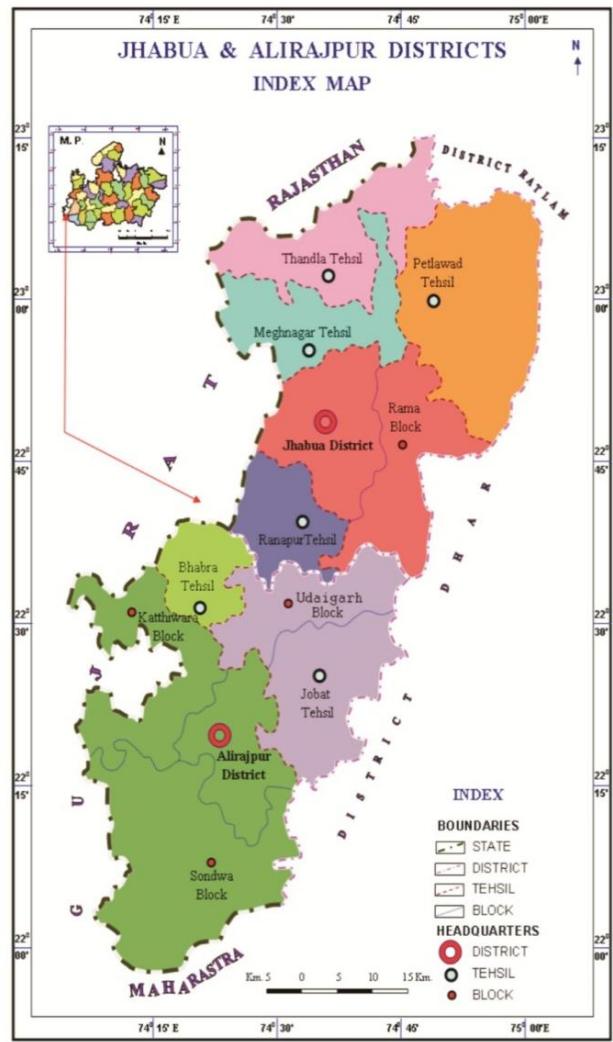 74° 15' E
74° 30'
74° 45'
75° 00' E
JHABUA & ALIRAJPUR DISTRICTS
INDEX MAP
N
M. P.
N
23°
15'
23°
15'
RAJASTHAN
DISTRICT RATLAM
Thandla Tehsil
Petlawad
Tehsil
23°
00'
23°
00'
Meghnagar Tehsil
Rama
Block
Jhabua District
22°
45'
22°
45'
Ranapur Tehsil
Bhabra
Tehsil
Katthiwara
Block
Udaigarh
Block
22°
30'
22°
30'
Jobat
Tehsil
Alirajpur
District
DISTRICT DHAR
GUJRAT
22°
15'
22°
15'
Sondwa
Block
22°
00'
22°
00'
MAHARASTRA
INDEX
BOUNDARIES
STATE
DISTRICT
TEHSIL
BLOCK
HEADQUARTERS
DISTRICT
TEHSIL
BLOCK
Km. 5 0 5 10 15 Km.
74° 15' E
74° 30'
74° 45'
75° 00' E